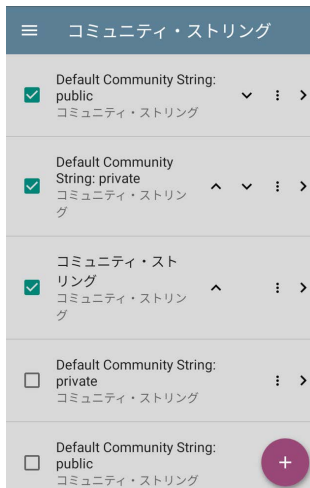 コミュニティ・ストリング
Default Community String:
public
コミュニティ・ストリング
Default Community
String: private
コミュニティ・ストリン
グ
コミュニティ・スト
リング
コミュニティ・ストリン
グ
Default Community String:
private
コミュニティ・ストリング
Default Community String:
public
コミュニティ・ストリング